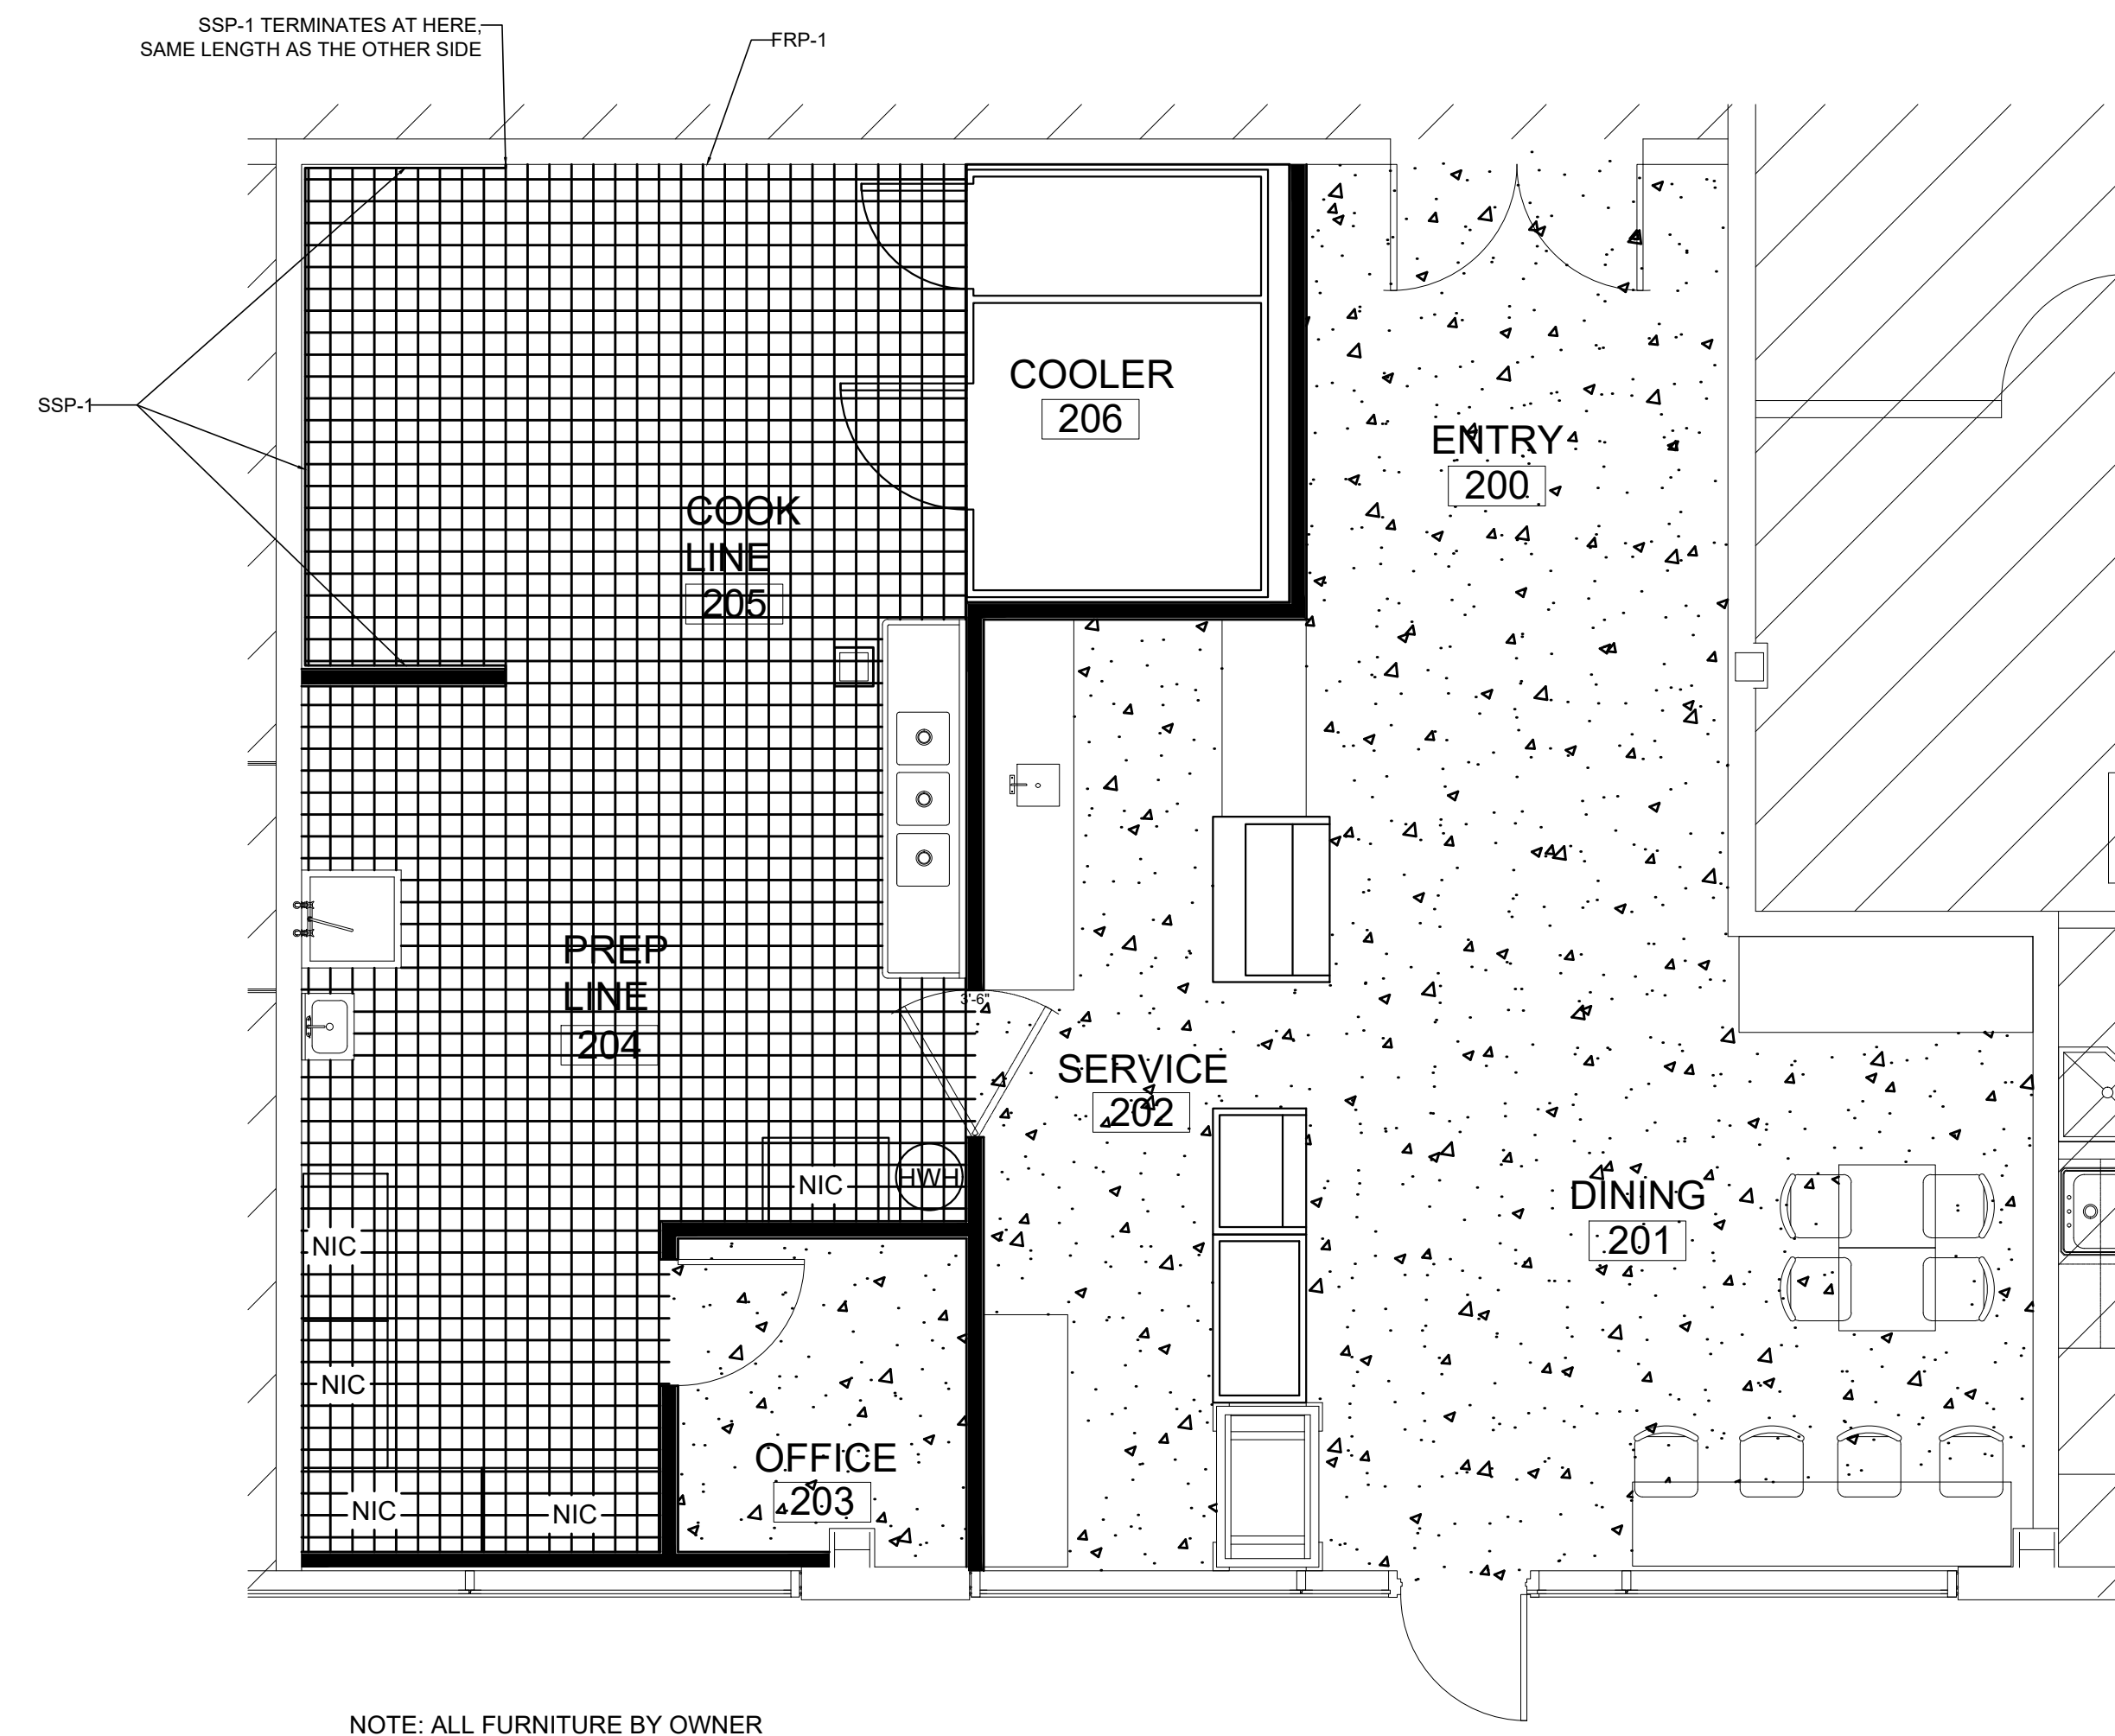 SSP-1 TERMINATES AT HERE,
SAME LENGTH AS THE OTHER SIDE
FRP-1
SSP-1
COOLER
206
ENTRY
200
COOK
LINE
205
PREP
LINE
204
3'-6"
SERVICE
202
NIC
HWH
DINING
201
NIC
NIC
OFFICE
203
NIC
NIC
NOTE: ALL FURNITURE BY OWNER